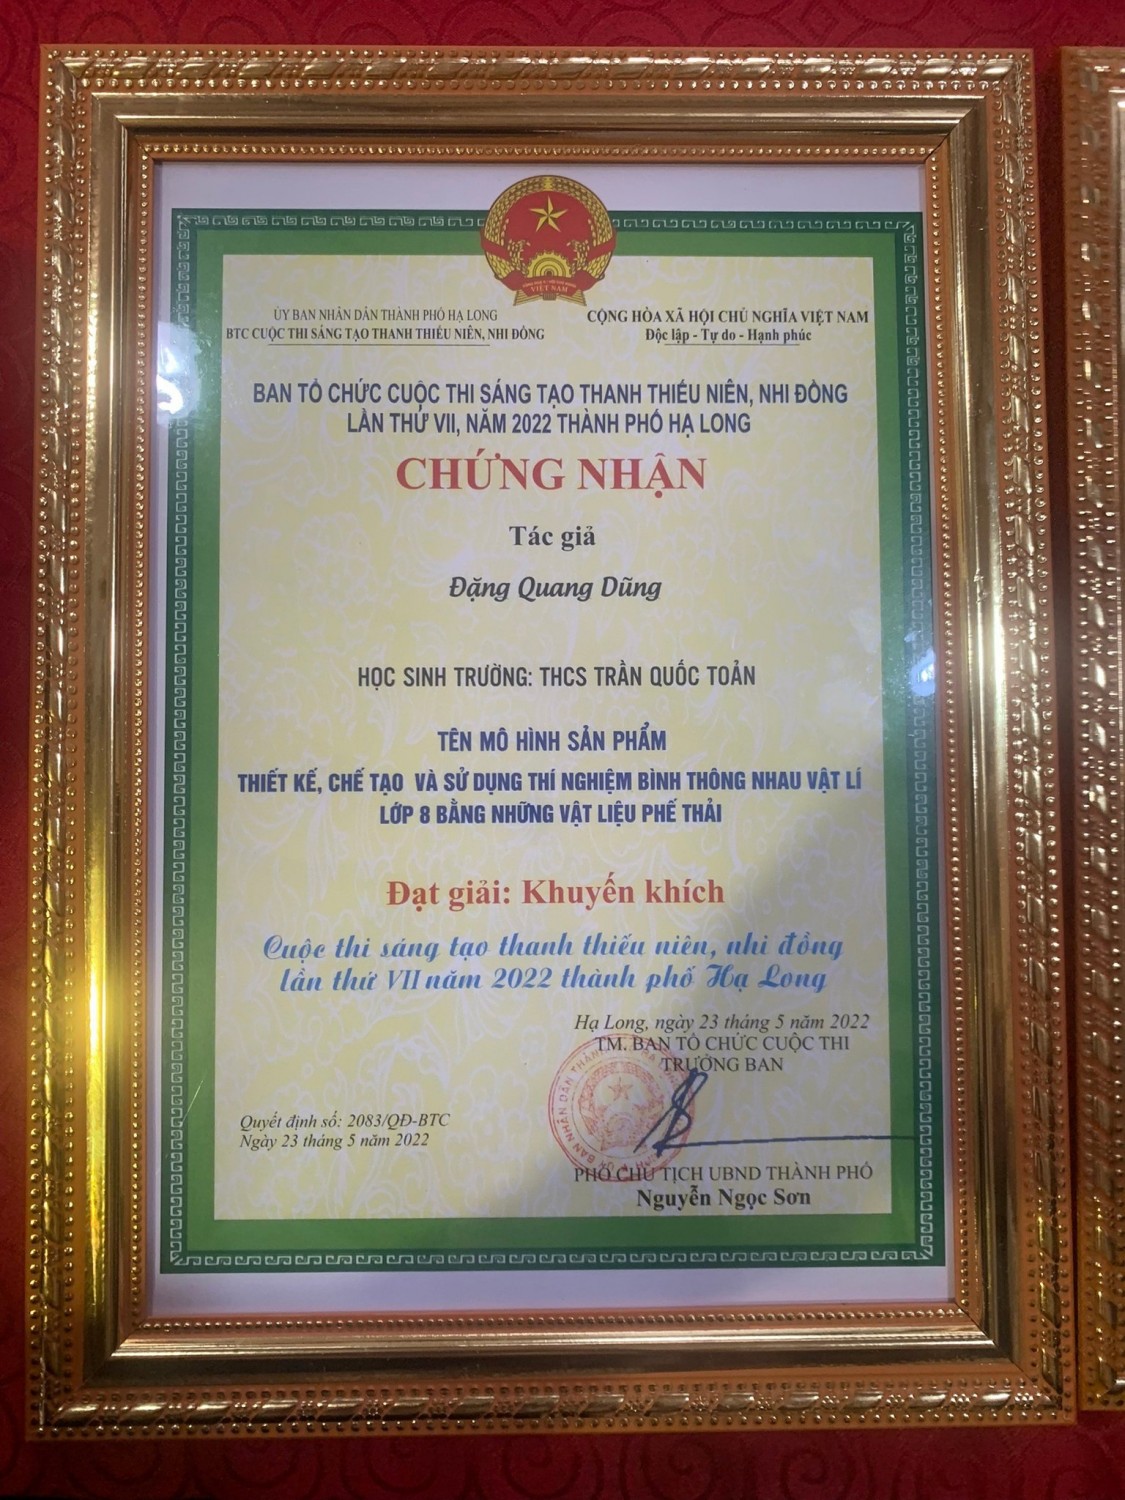 VIỆT NAM
ỦY BAN NHÂN DÂN THÀNH PHỐ HẠ LONG
BTC CUỘC THI SÁNG TẠO THANH THIẾU NIÊN, NHI ĐỒNG
CỘNG HÒA XÃ HỘI CHỦ NGHĨA VIỆT NAM
Độc lập - Tự do - Hạnh phúc
BAN TỔ CHỨC CUỘC THI SÁNG TẠO THANH THIẾU NIÊN, NHI ĐỒNG
LẦN THỨ VII, NĂM 2022 THÀNH PHỐ HẠ LONG
CHỨNG NHẬN
Tác giả
Đặng Quang Dũng
HỌC SINH TRƯỜNG: THCS TRẦN QUỐC TOẢN
TÊN MÔ HÌNH SẢN PHẨM
THIẾT KẾ, CHẾ TẠO VÀ SỬ DỤNG THÍ NGHIỆM BÌNH THÔNG NHAU VẬT LÍ
LỚP 8 BẰNG NHỮNG VẬT LIỆU PHẾ THẢI
Đạt giải: Khuyến khích
Cuộc thi sáng tạo thanh thiếu niên, nhi đồng
lần thứ VII năm 2022 thành phố Hạ Long
Hạ Long, ngày 23 tháng 5 năm 2022
TM. BAN TỔ CHỨC CUỘC THI
TRƯỞNG BAN
Quyết định số: 2083/QĐ-BTC
Ngày 23 tháng 5 năm 2022
PHÓ CHỦ TỊCH UBND THÀNH PHỐ
Nguyễn Ngọc Sơn